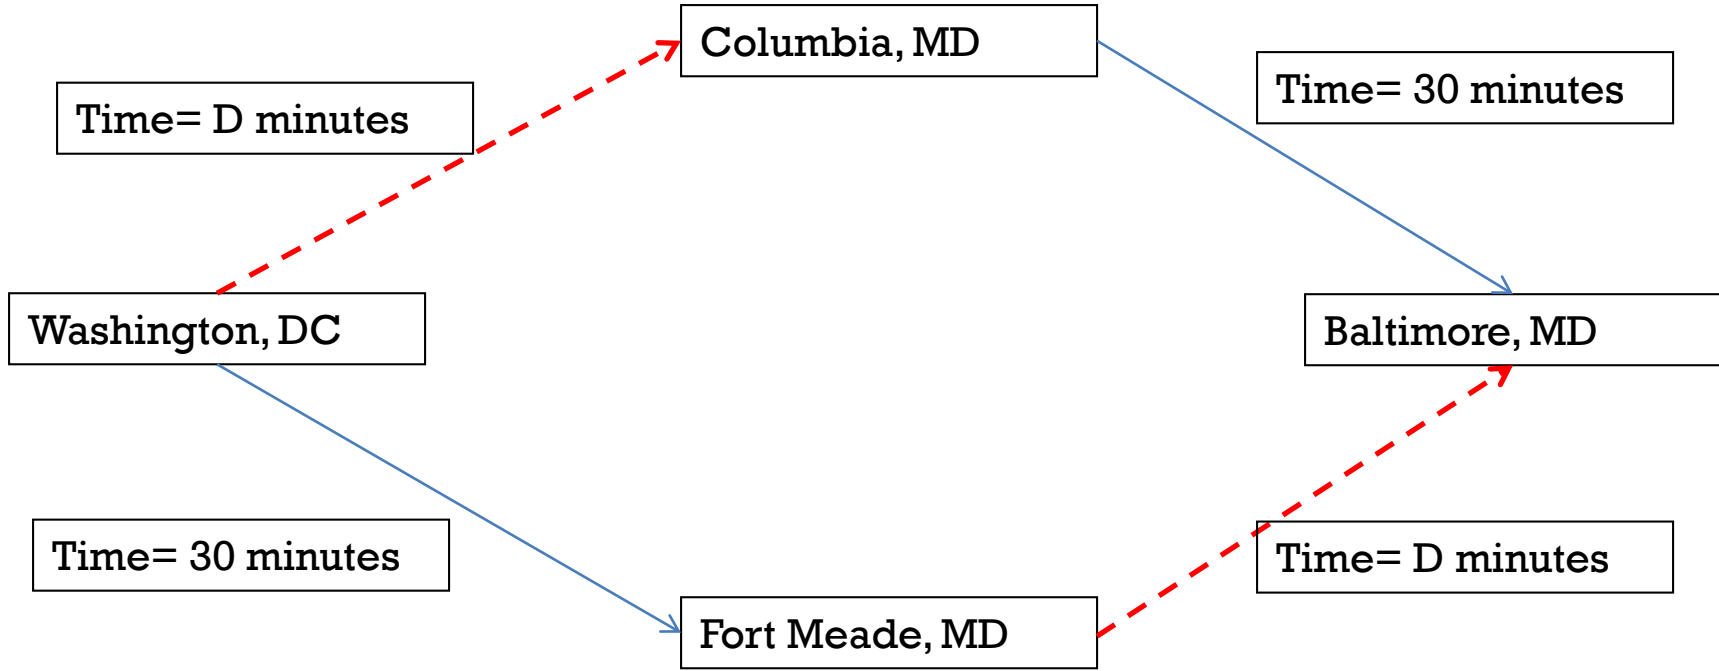 Columbia, MD
Time= 30 minutes
Time= D minutes
Washington, DC
Baltimore, MD
Time= 30 minutes
Time= D minutes
Fort Meade, MD